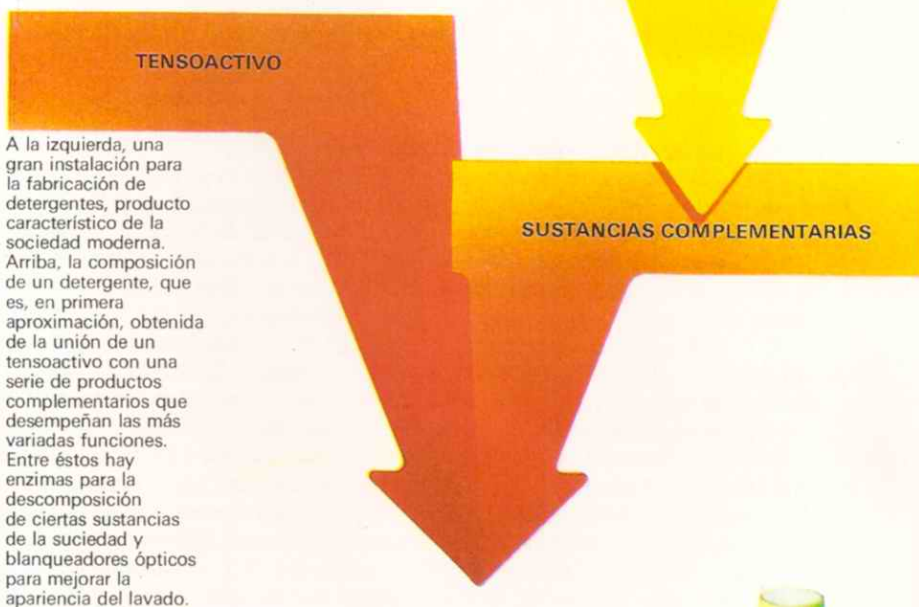 TENSOACTIVO
SUSTANCIAS COMPLEMENTARIAS
A la izquierda, una
gran instalación para
la fabricación de
detergentes, producto
característico de la
sociedad moderna.
Arriba, la composición
de un detergente, que
es, en primera
aproximación, obtenida
de la unión de un
tensoactivo con una
serie de productos
complementarios que
desempeñan las más
variadas funciones.
Entre éstos hay
enzimas para la
descomposición
de ciertas sustancias
de la suciedad y
blanqueadores ópticos
para mejorar la
apariencia del lavado.